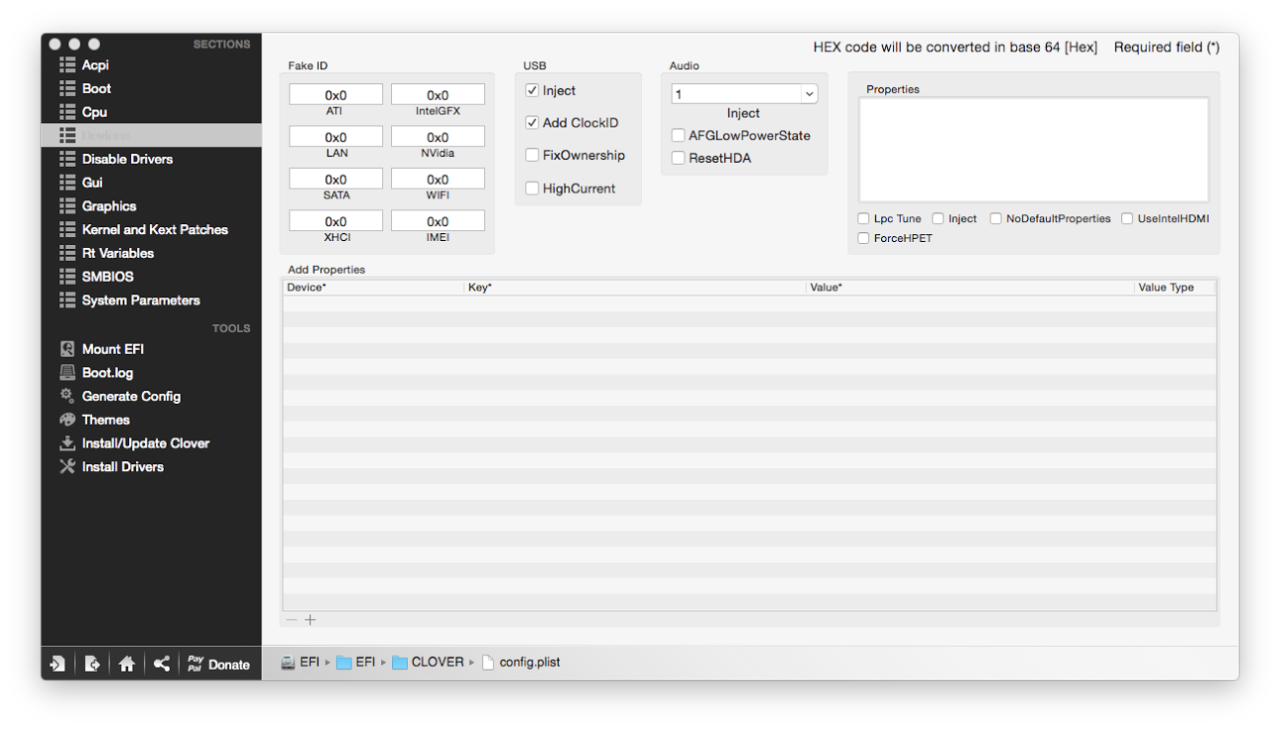 SECTIONS
Acpi
Boot
Cpu
Devices
Disable Drivers
Gui
Graphics
Kernel and Kext Patches
Rt Variables
SMBIOS
System Parameters
TOOLS
Mount EFI
Boot.log
Generate Config
Themes
Install/Update Clover
Install Drivers
Pay
Pal Donate
HEX code will be converted in base 64 [Hex] Required field (*)
Fake ID
0x0 0x0
ATI IntelGFX
0x0 0x0
LAN NVidia
0x0 0x0
SATA WIFI
0x0 0x0
XHCI IMEI
USB
Inject
Add ClockID
FixOwnership
HighCurrent
Audio
1
Inject
AFGLowPowerState
ResetHDA
Properties
Lpc Tune Inject NoDefaultProperties UseIntelHDMI
ForceHPET
Add Properties
Device* Key* Value* Value Type
EFI EFI CLOVER config.plist